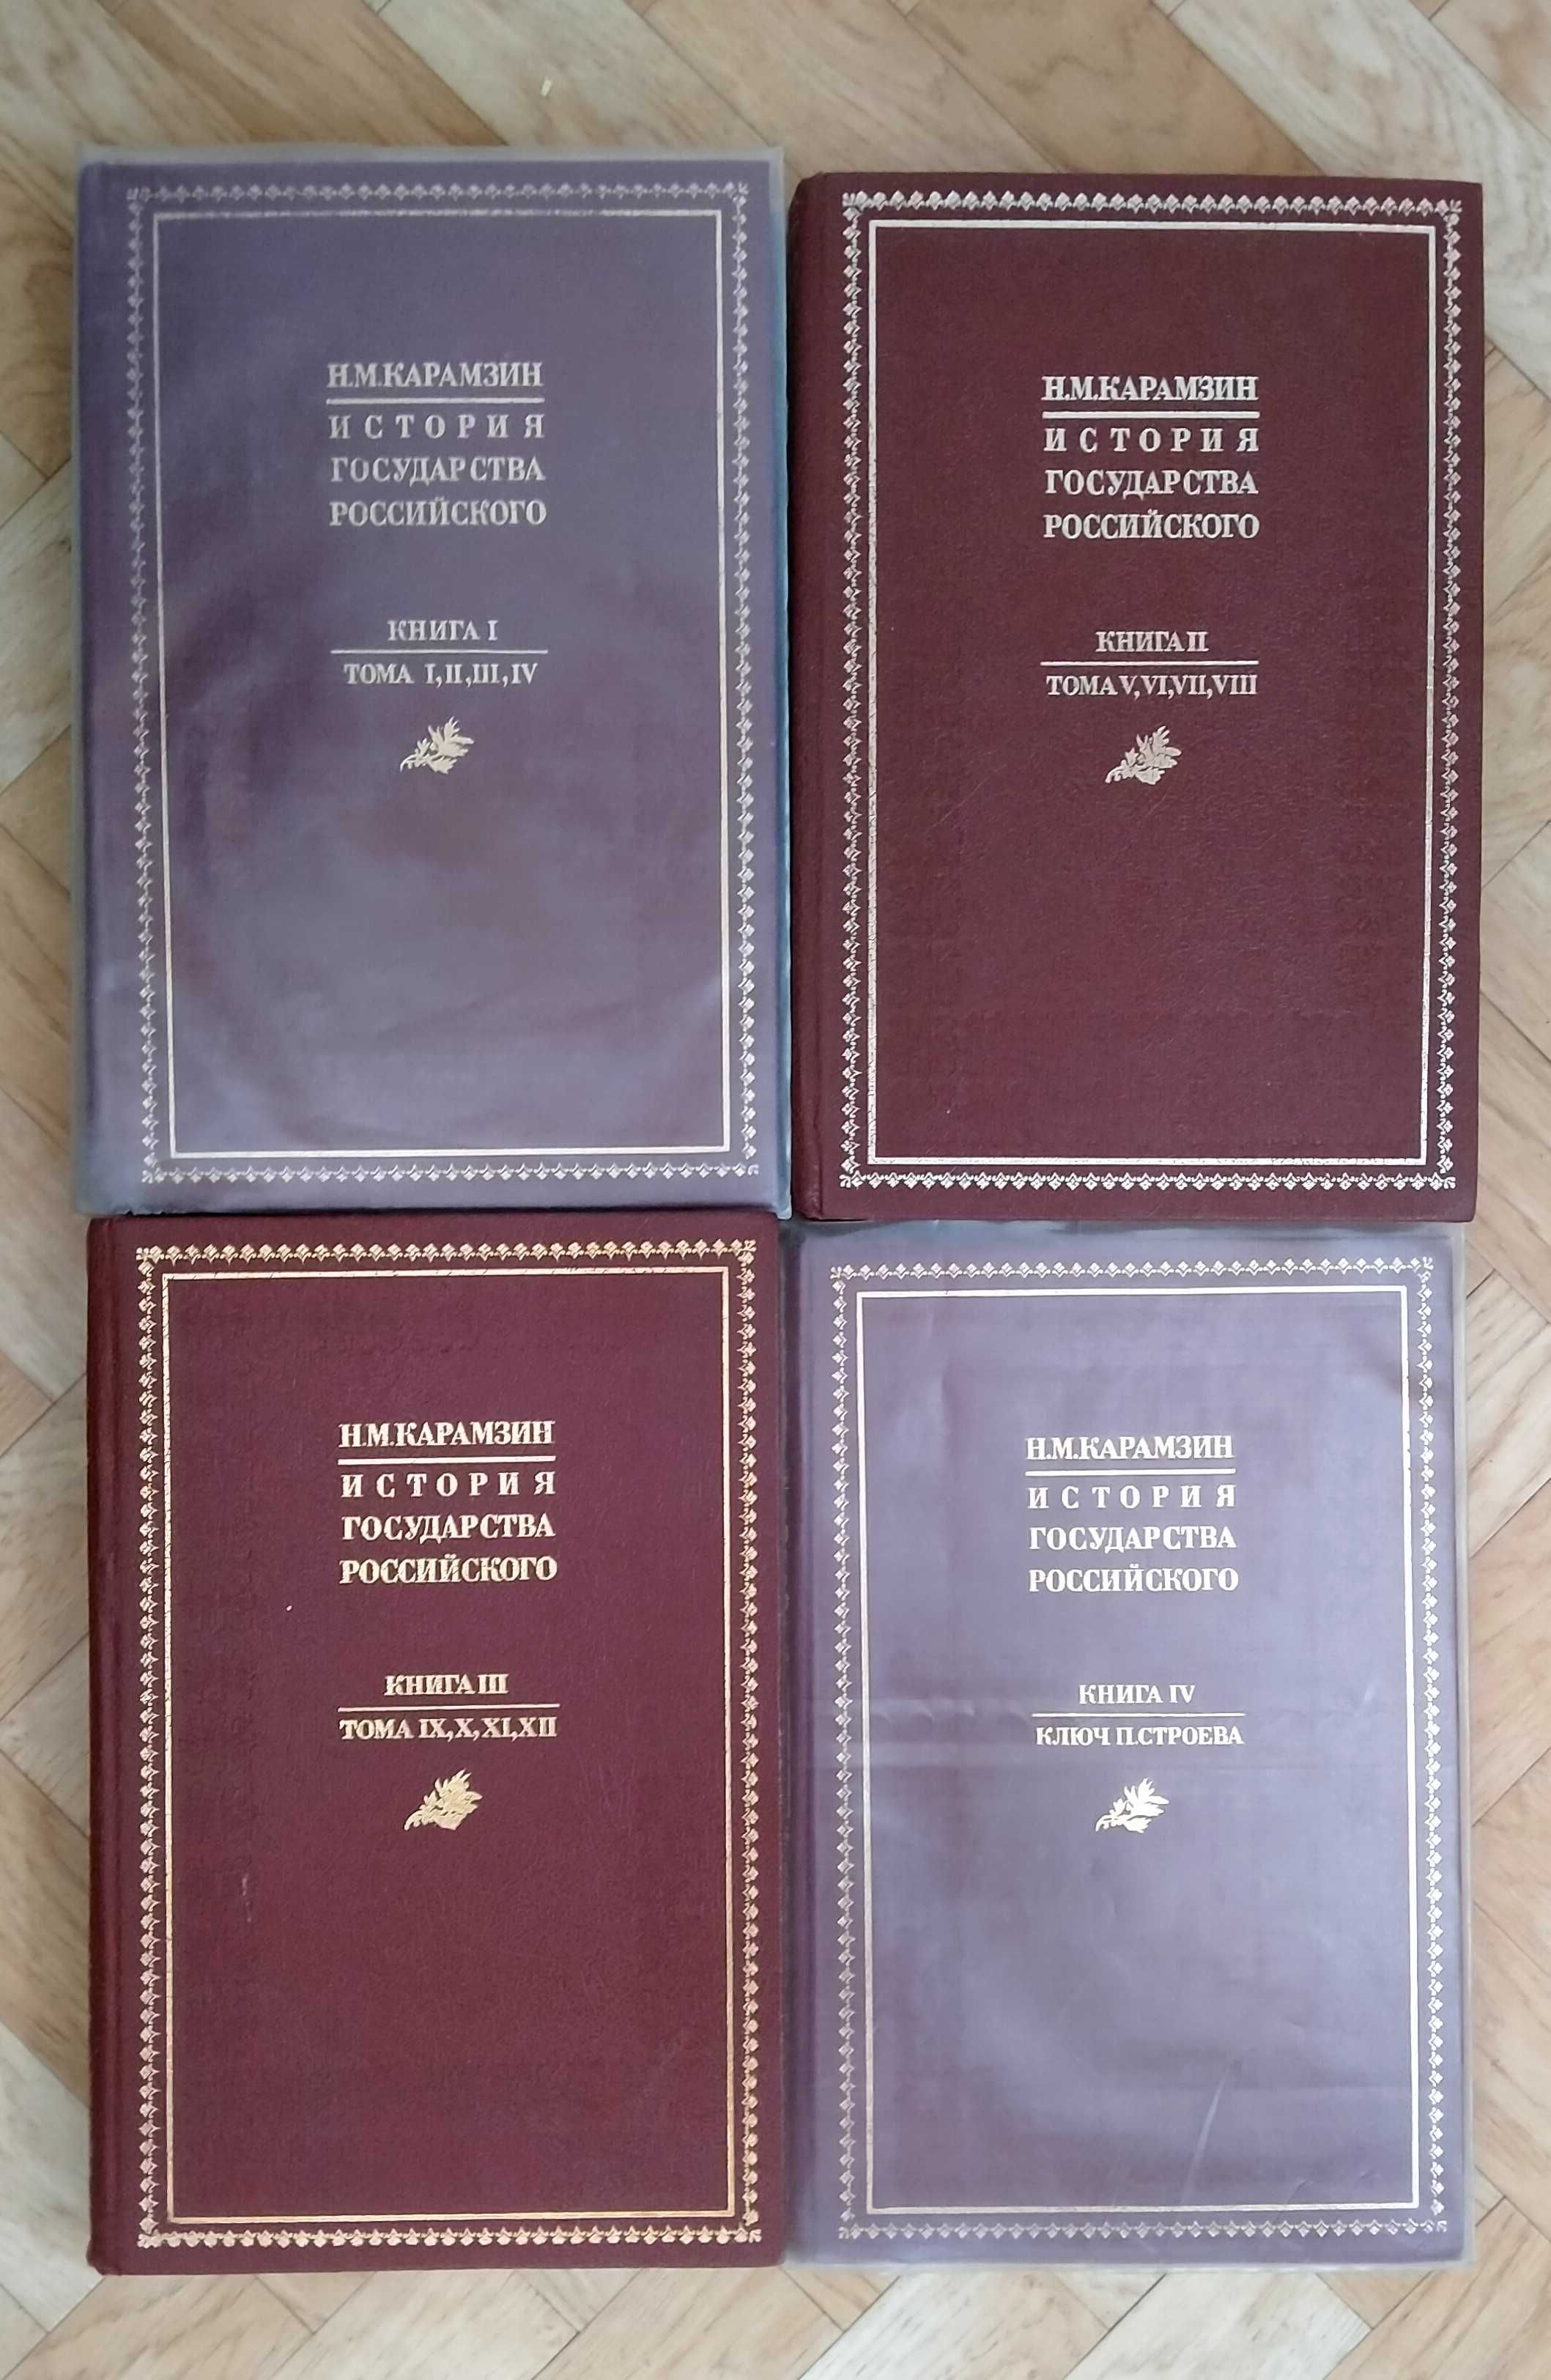 Н.М.КАРАМЗИН
ИСТОРИЯ
ГОСУДАРСТВА
РОССИЙСКОГО
КНИГА I
ТОМА I,II,III,IV
Н.М.КАРАМЗИН
ИСТОРИЯ
ГОСУДАРСТВА
РОССИЙСКОГО
КНИГА II
ТОМА V,VI,VII,VIII
Н.М.КАРАМЗИН
ИСТОРИЯ
ГОСУДАРСТВА
РОССИЙСКОГО
КНИГА III
ТОМА IX,X,XI,XII
Н.М.КАРАМЗИН
ИСТОРИЯ
ГОСУДАРСТВА
РОССИЙСКОГО
КНИГА IV
КЛЮЧ П.СТРОЕВА